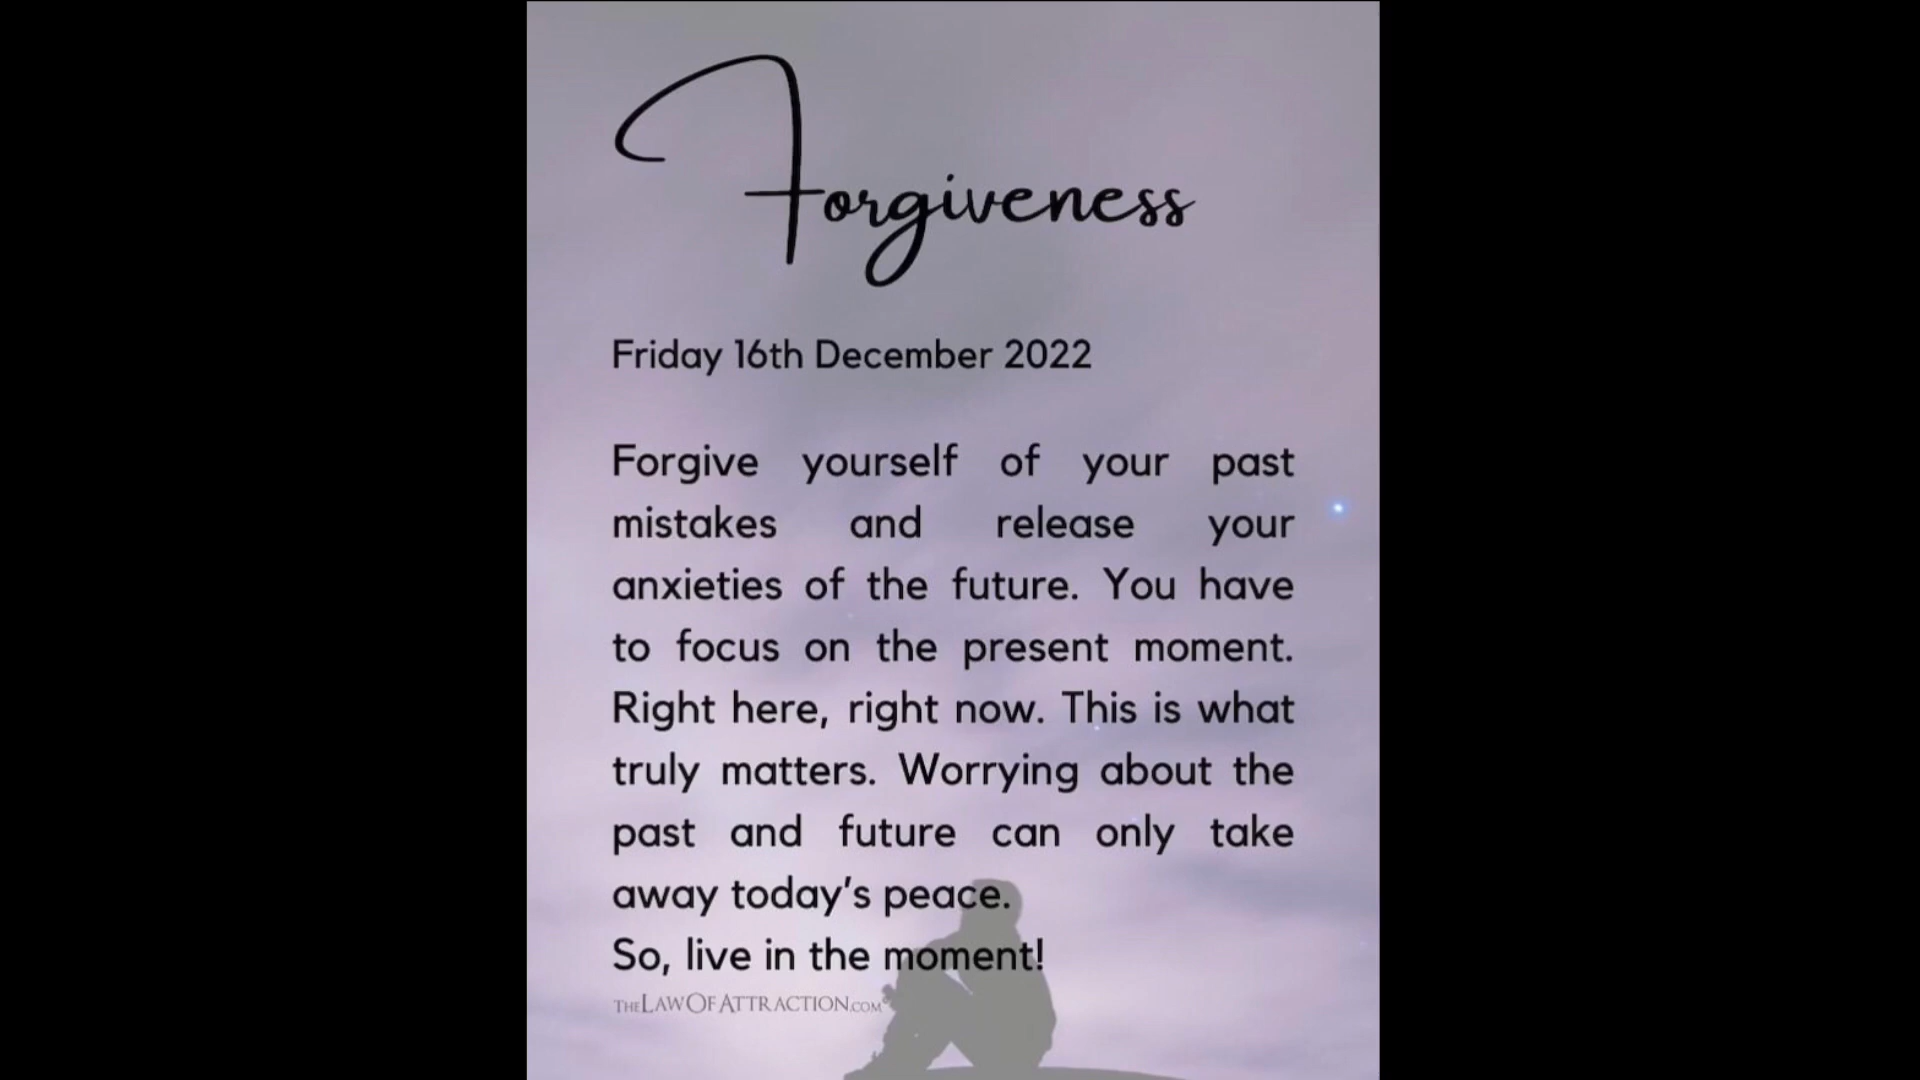 Forgiveness
Friday 16th December 2022
Forgive yourself of your past
mistakes and release your
anxieties of the future. You have
to focus on the present moment.
Right here, right now. This is what
truly matters. Worrying about the
past and future can only take
away today's peace.
So, live in the moment!
THELAWOFATTRACTION.COM